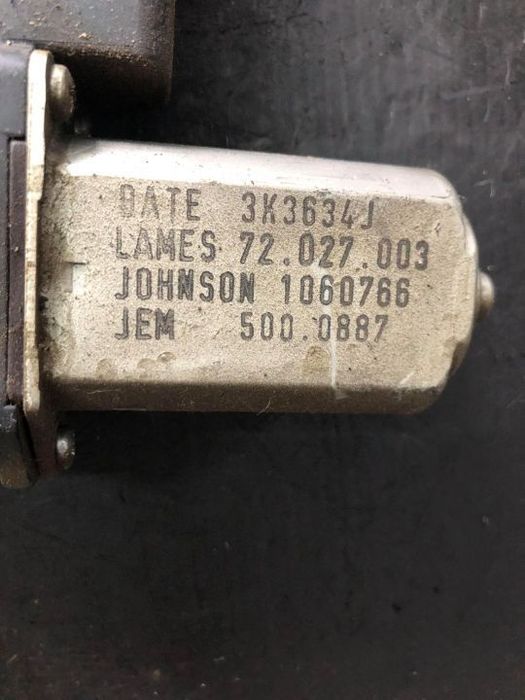 DATE 3K3634J
LAMES 72.027.003
JOHNSON 1060766
JEM 500.0887